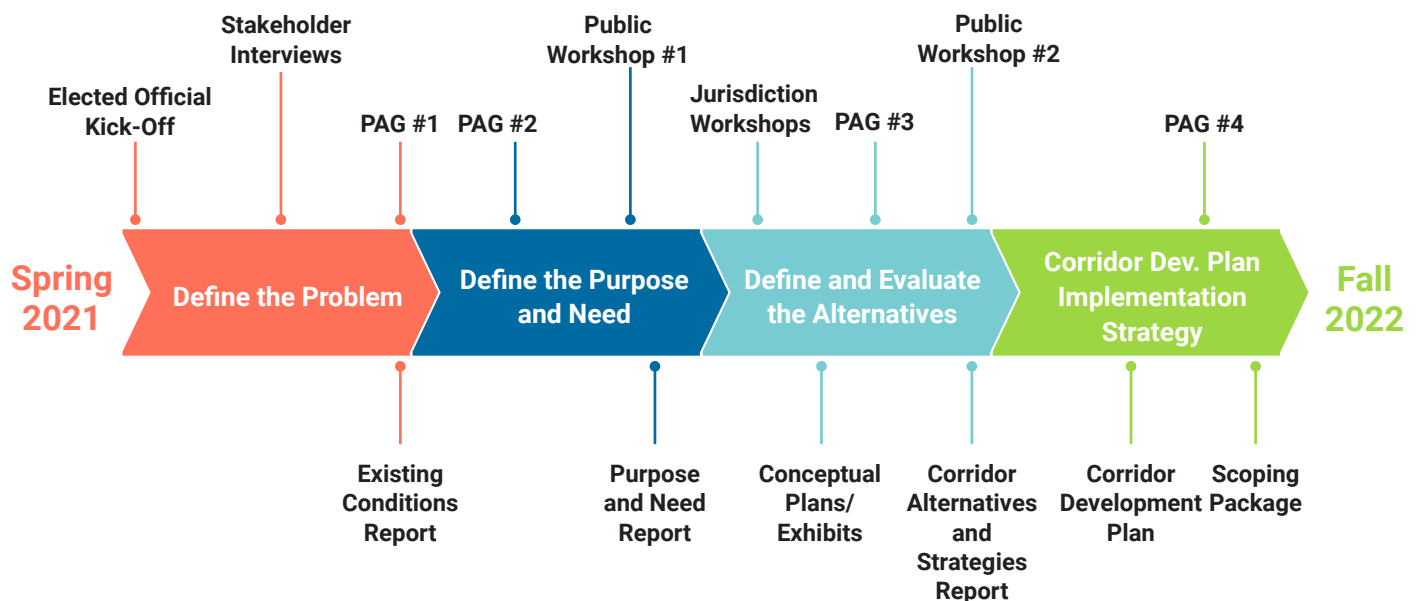 Stakeholder
Interviews
Public
Workshop #1
Public
Workshop #2
Elected Official
Kick-Off
PAG #1
PAG #2
Jurisdiction
Workshops
PAG #3
PAG #4
Spring
2021
Define the Problem
Define the Purpose
and Need
Define and Evaluate
the Alternatives
Corridor Dev. Plan
Implementation
Strategy
Fall
2022
Existing
Conditions
Report
Purpose
and Need
Report
Conceptual
Plans/
Exhibits
Corridor
Alternatives
and
Strategies
Report
Corridor
Development
Plan
Scoping
Package